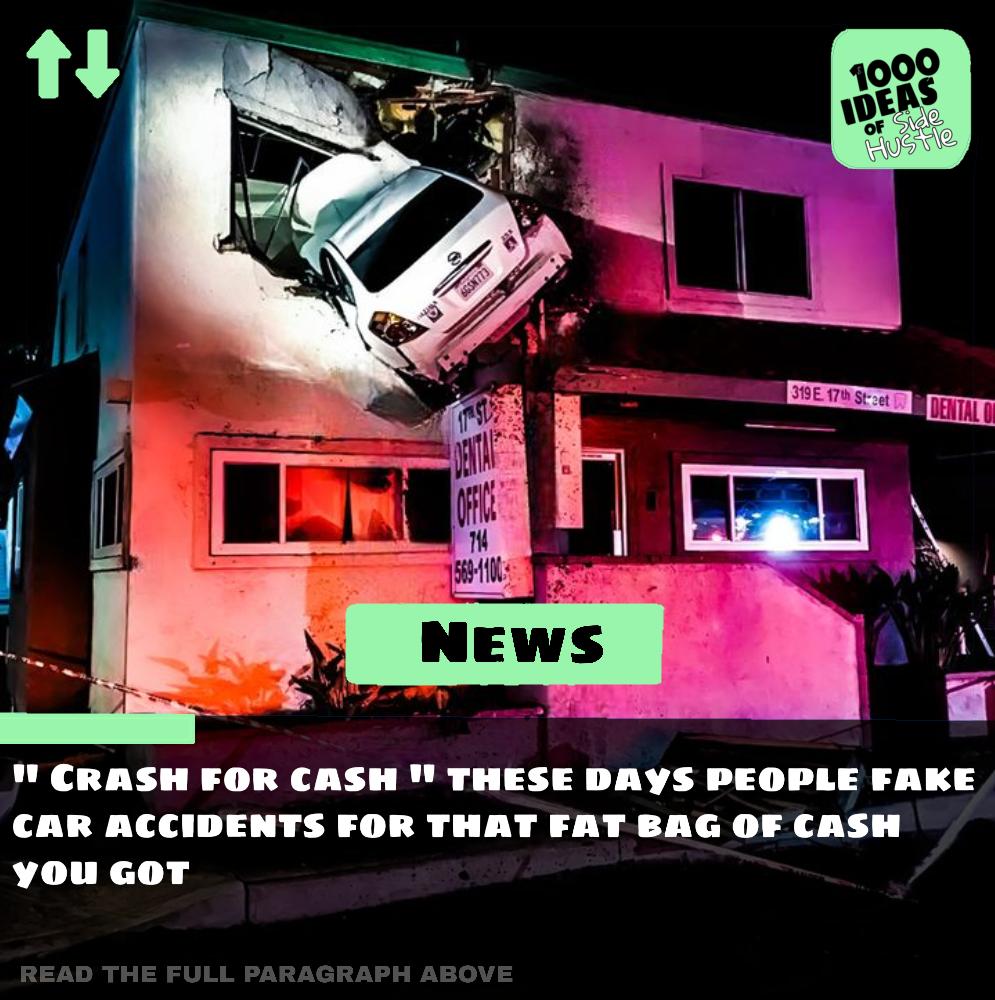 1000
IDEAS
OF Side
Hustle
6GSN773
319 E. 17th Street
DENTAL
17th ST.
DENTAL
OFFICE
714
569-1100
News
" Crash for cash " these days people fake
car accidents for that fat bag of cash
you got
READ THE FULL PARAGRAPH ABOVE